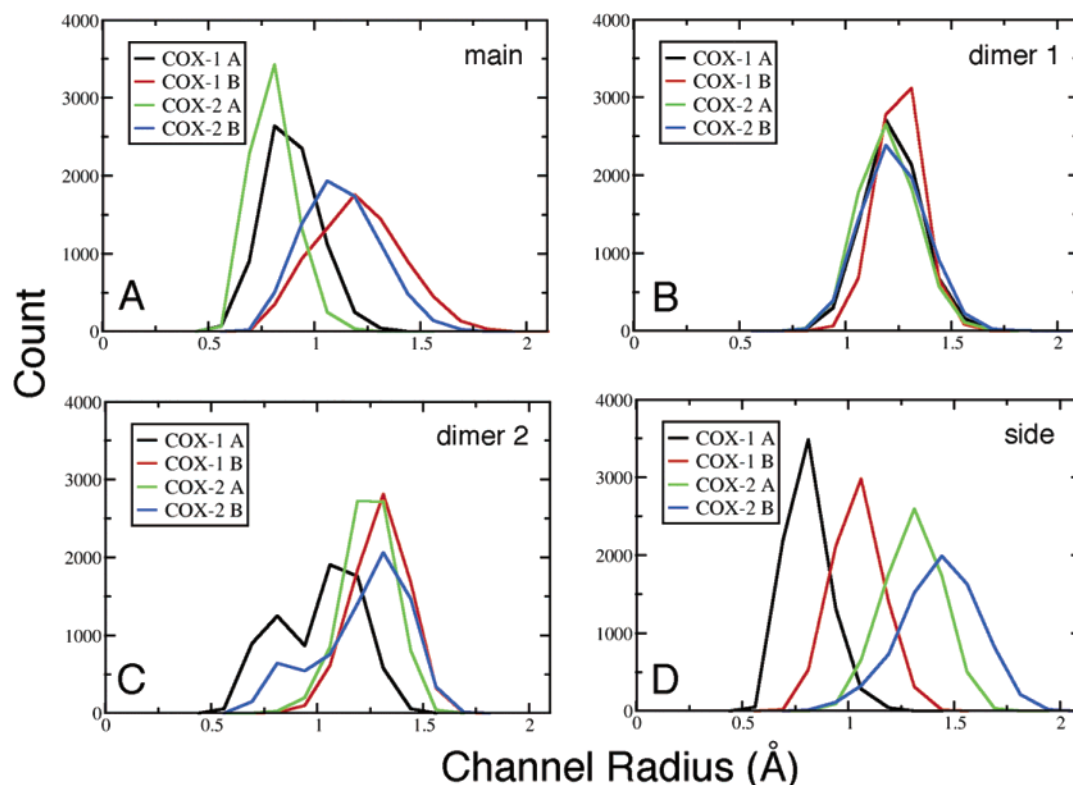 main
COX-1 A
COX-1 B
COX-2 A
COX-2 B
4000
3000
2000
1000
0
A
0.5
1
1.5
2
dimer 1
COX-1 A
COX-1 B
COX-2 A
COX-2 B
4000
3000
2000
1000
0
B
0
0.5
1
1.5
2
Count
dimer 2
COX-1 A
COX-1 B
COX-2 A
COX-2 B
4000
3000
2000
1000
0
C
0
0.5
1
1.5
2
side
COX-1 A
COX-1 B
COX-2 A
COX-2 B
4000
3000
2000
1000
0
D
0
0.5
1
1.5
2
Channel Radius (Å)